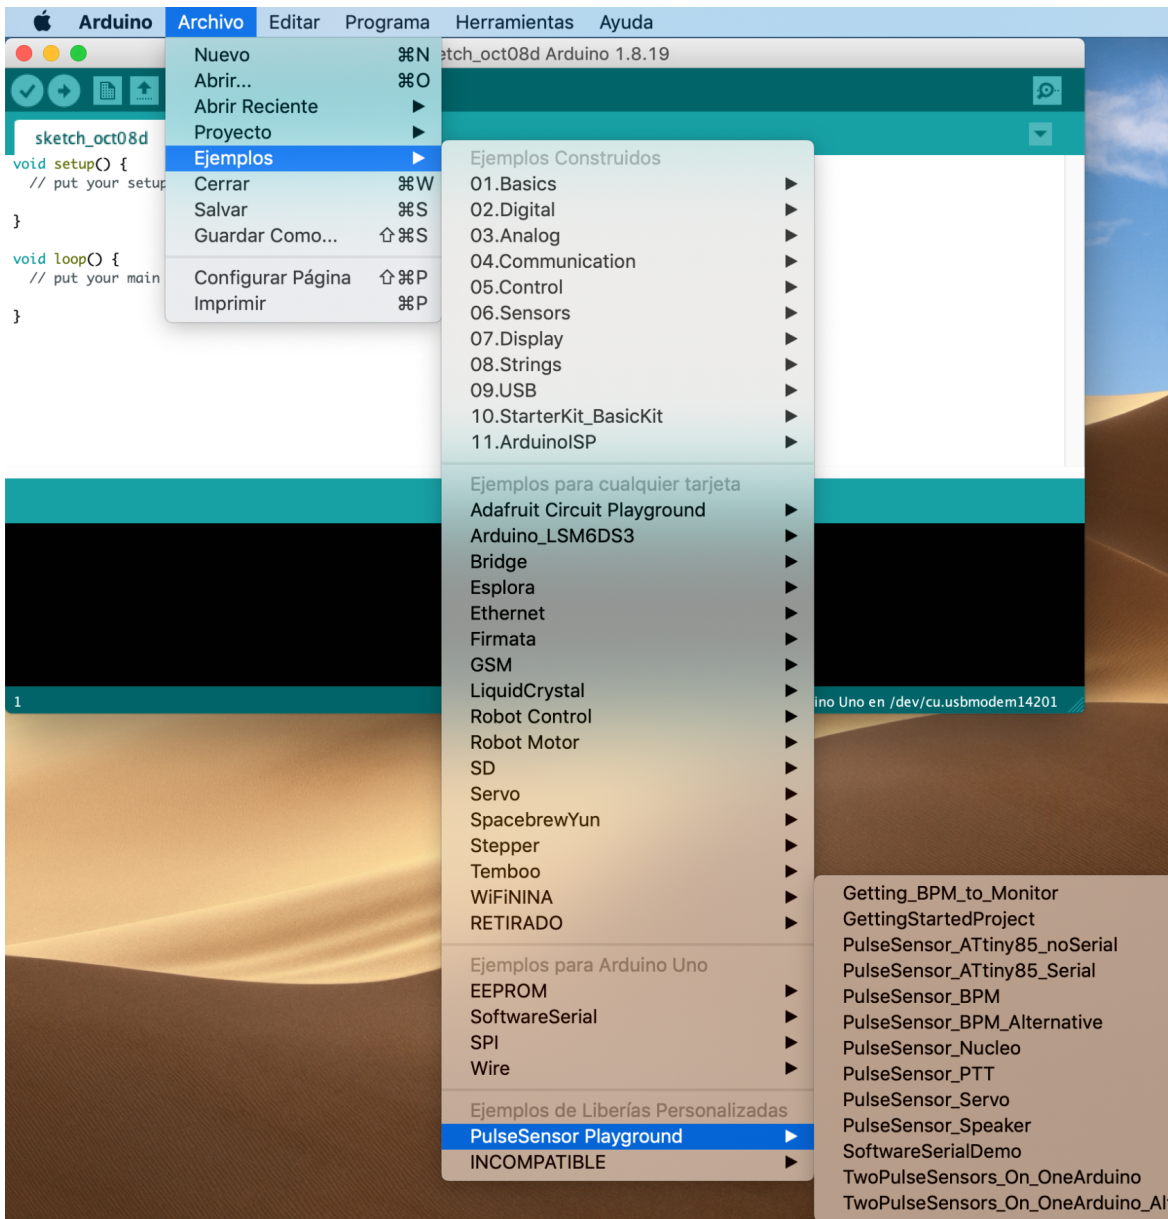 Arduino Archivo Editar Programa Herramientas Ayuda
etch_oct08d Arduino 1.8.19
Nuevo ⌘N
Abrir... ⌘O
Abrir Reciente
Proyecto
Ejemplos
Cerrar ⌘W
Salvar ⌘S
Guardar Como... ⇧⌘S
Configurar Página ⇧⌘P
Imprimir ⌘P
sketch_oct08d
void setup() {
// put your setup
}
void loop() {
// put your main
}
Ejemplos Construidos
01.Basics
02.Digital
03.Analog
04.Communication
05.Control
06.Sensors
07.Display
08.Strings
09.USB
10.StarterKit_BasicKit
11.ArduinoISP
Ejemplos para cualquier tarjeta
Adafruit Circuit Playground
Arduino_LSM6DS3
Bridge
Esplora
Ethernet
Firmata
GSM
LiquidCrystal
Robot Control
Robot Motor
SD
Servo
SpacebrewYun
Stepper
Temboo
WiFiNINA
RETIRADO
Ejemplos para Arduino Uno
EEPROM
SoftwareSerial
SPI
Wire
Ejemplos de Liberías Personalizadas
PulseSensor Playground
INCOMPATIBLE
Getting_BPM_to_Monitor
GettingStartedProject
PulseSensor_ATtiny85_noSerial
PulseSensor_ATtiny85_Serial
PulseSensor_BPM
PulseSensor_BPM_Alternative
PulseSensor_Nucleo
PulseSensor_PTT
PulseSensor_Servo
PulseSensor_Speaker
SoftwareSerialDemo
TwoPulseSensors_On_OneArduino
TwoPulseSensors_On_OneArduino_Al
1
ino Uno en /dev/cu.usbmodem14201